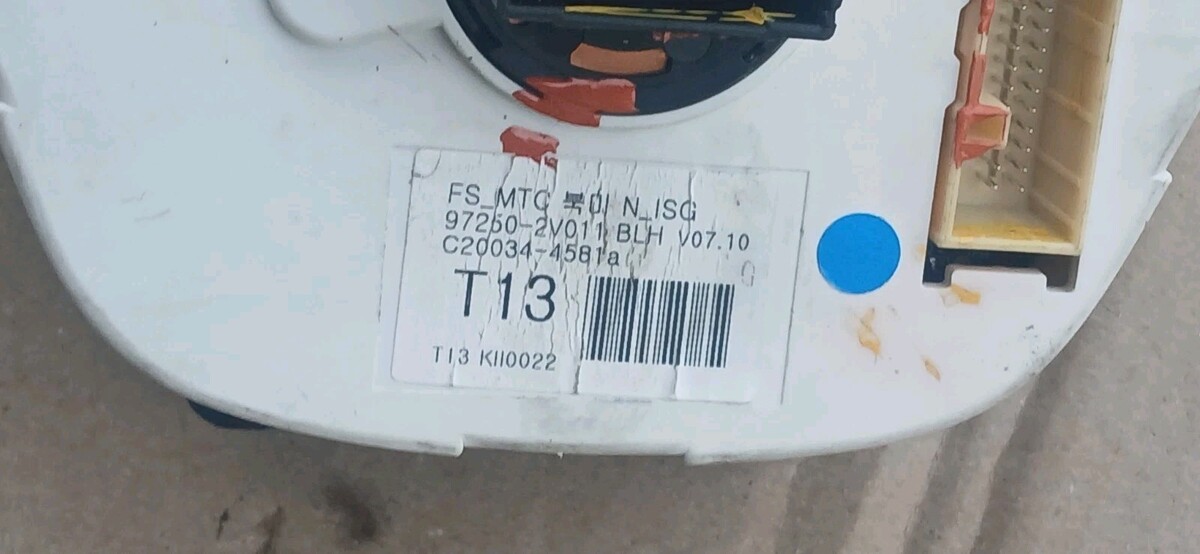 FS_MTC 북미 N_ISG
97250-2V011 BLH V07.10
C20034-4581a
T13
T13 KII0022